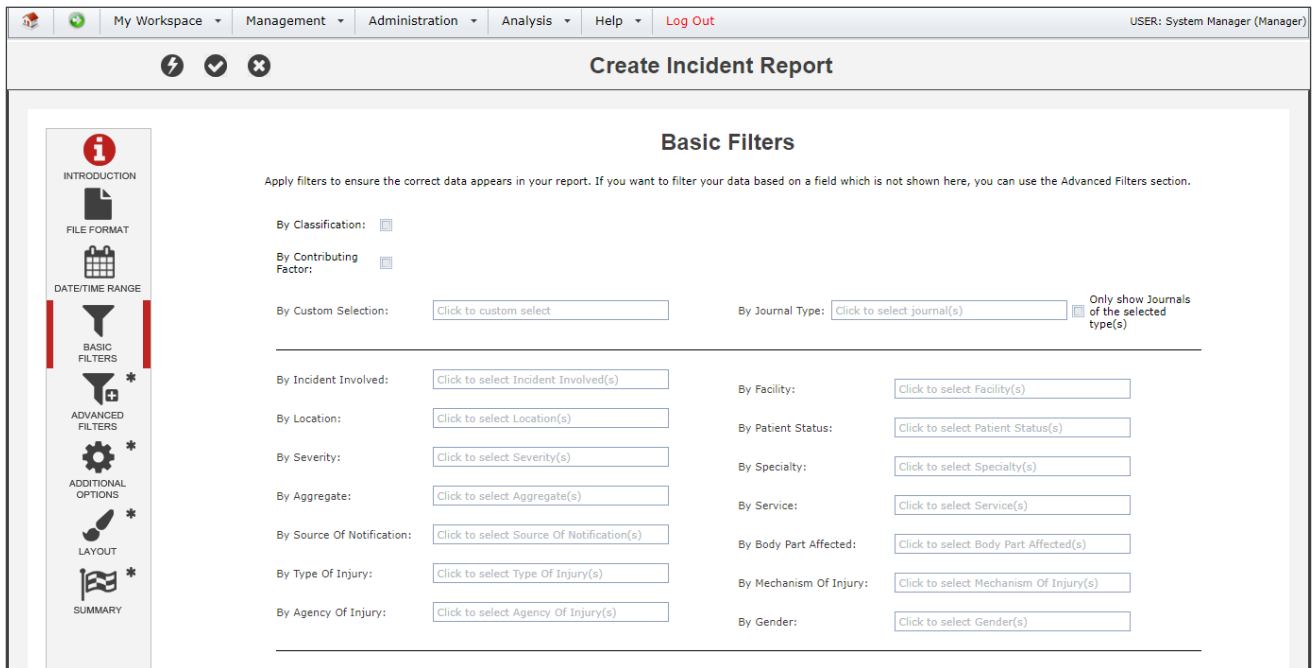 My Workspace Management Administration Analysis Help Log Out USER: System Manager (Manager)
Create Incident Report
INTRODUCTION
FILE FORMAT
DATE/TIME RANGE
BASIC
FILTERS
*
ADVANCED
FILTERS
*
ADDITIONAL
OPTIONS
*
LAYOUT
*
SUMMARY
Basic Filters
Apply filters to ensure the correct data appears in your report. If you want to filter your data based on a field which is not shown here, you can use the Advanced Filters section.
By Classification:
By Contributing
Factor:
By Custom Selection: Click to custom select
By Journal Type: Click to select journal(s)
Only show Journals
of the selected
type(s)
By Incident Involved: Click to select Incident Involved(s)
By Location: Click to select Location(s)
By Severity: Click to select Severity(s)
By Aggregate: Click to select Aggregate(s)
By Source Of Notification: Click to select Source Of Notification(s)
By Type Of Injury: Click to select Type Of Injury(s)
By Agency Of Injury: Click to select Agency Of Injury(s)
By Facility: Click to select Facility(s)
By Patient Status: Click to select Patient Status(s)
By Specialty: Click to select Specialty(s)
By Service: Click to select Service(s)
By Body Part Affected: Click to select Body Part Affected(s)
By Mechanism Of Injury: Click to select Mechanism Of Injury(s)
By Gender: Click to select Gender(s)